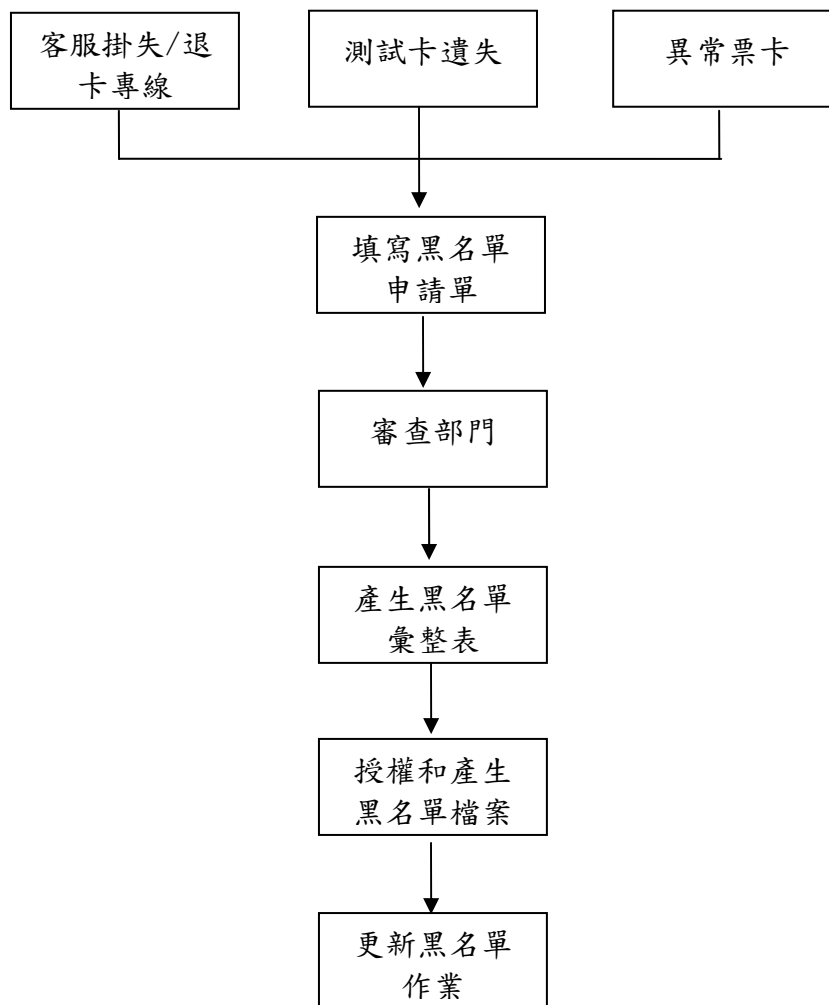 客服掛失/退
卡專線
測試卡遺失
異常票卡
填寫黑名單
申請單
審查部門
產生黑名單
彙整表
授權和產生
黑名單檔案
更新黑名單
作業